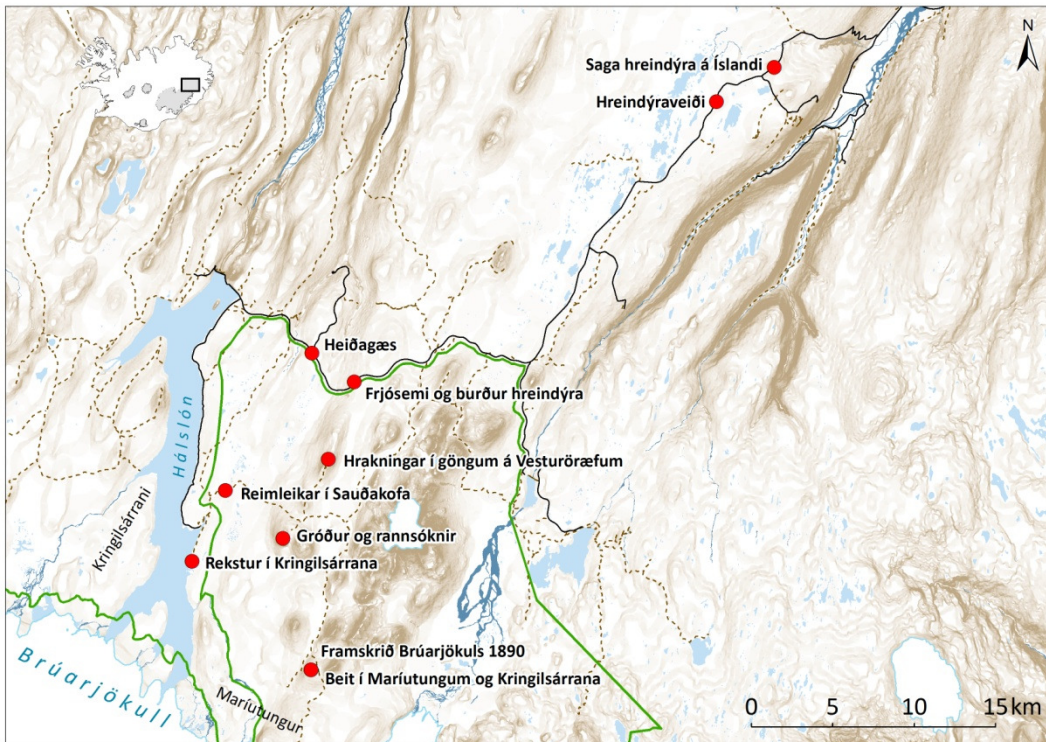 N
Saga hreindýra á Íslandi
Hreindýraveiði
Heiðagæs
Frjósemi og burður hreindýra
Hálslón
Hrakningar í göngum á Vesturöræfum
Reimleikar í Sauðakofa
Kringilsárrani
Gróður og rannsóknir
Rekstur í Kringilsárrana
Framskrið Brúarjökuls 1890
Beit í Maríutungum og Kringilsárrana
Brúarjökull
Maríutungur
0 5 10 15 km